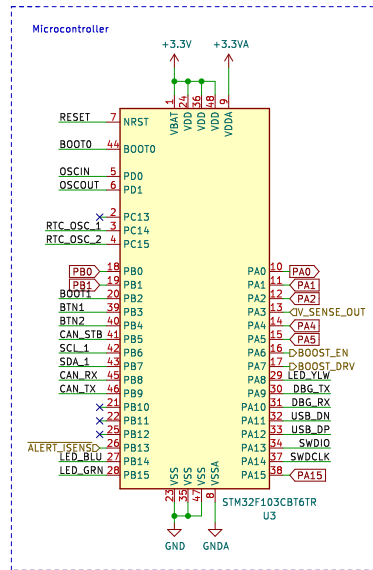 Microcontroller
+3.3V +3.3VA
1 24 36 48 9
VBAT VDD VDD VDD VDDA
RESET 7 NRST
BOOT0 44 BOOT0
OSCIN 5 PD0
OSCOUT 6 PD1
2 PC13
RTC_OSC_1 3 PC14
RTC_OSC_2 4 PC15
PB0 18 PB0 PA0 10 PA0
PB1 19 PB1 PA1 11 PA1
BOOT1 20 PB2 PA2 12 PA2
BTN1 39 PB3 PA3 13 V_SENSE_OUT
BTN2 40 PB4 PA4 14 PA4
CAN_STB 41 PB5 PA5 15 PA5
SCL_1 42 PB6 PA6 16 BOOST_EN
SDA_1 43 PB7 PA7 17 BOOST_DRV
CAN_RX 45 PB8 PA8 29 LED_YLW
CAN_TX 46 PB9 PA9 30 DBG_TX
21 PB10 PA10 31 DBG_RX
22 PB11 PA11 32 USB_DN
25 PB12 PA12 33 USB_DP
ALERT_ISENS 26 PB13 PA13 34 SWDIO
LED_BLU 27 PB14 PA14 37 SWDCLK
LED_GRN 28 PB15 PA15 38 PA15
VSS VSS VSS VSSA
23 35 47 8
STM32F103CBT6TR
U3
GND GNDA